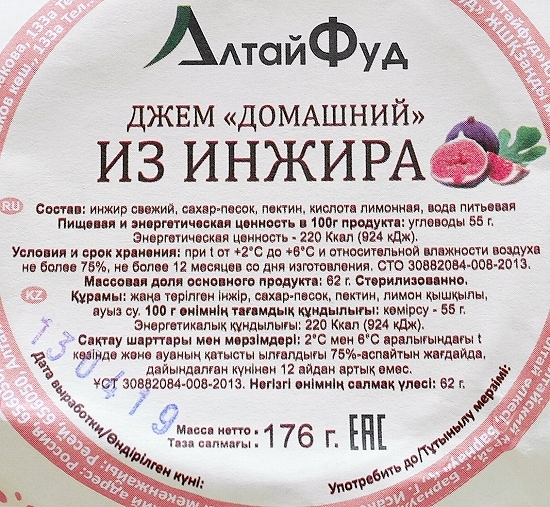 АлтайФуд
ДЖЕМ «ДОМАШНИЙ»
ИЗ ИНЖИРА
RU
Состав: инжир свежий, сахар-песок, пектин, кислота лимонная, вода питьевая
Пищевая и энергетическая ценность в 100г продукта: углеводы 55 г.
Энергетическая ценность - 220 Ккал (924 кДж).
Условия и срок хранения: при t от +2°С до +6°С и относительной влажности воздуха
не более 75%, не более 12 месяцев со дня изготовления. СТО 30882084-008-2013.
Массовая доля основного продукта: 62 г. Стерилизованно.
KZ
Құрамы: жаңа терілген інжір, сахар-песок, пектин, лимон қышқылы,
ауыз су. 100 г өнімнің тағамдық құндылығы: көмірсу - 55 г.
Энергетикалық құндылығы: 220 Ккал (924 кДж).
Сақтау шарттары мен мерзімдері: 2°С мен 6°С аралығындағы t
кезінде және ауаның қатысты ылғалдығы 75%-аспайтын жағдайда,
дайындалған күнінен 12 айдан артық емес.
ҰСТ 30882084-008-2013. Негізгі өнімнің салмақ үлесі: 62 г.
130419
Дата выработки/Өндірілген күні:
Масса нетто
Таза салмағы: 176 г. ЕАС
Употребить до/Тұтынылу мерзімі: